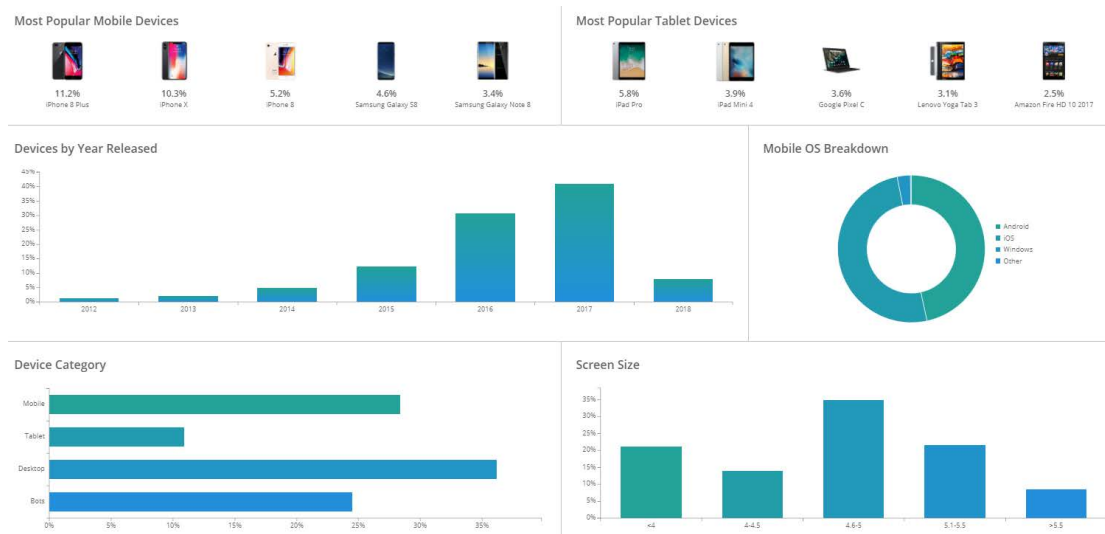 Most Popular Mobile Devices
11.2%
iPhone 8 Plus
10.3%
iPhone X
5.2%
iPhone 8
4.6%
Samsung Galaxy S8
3.4%
Samsung Galaxy Note 8
Most Popular Tablet Devices
5.8%
iPad Pro
3.9%
iPad Mini 4
3.6%
Google Pixel C
3.1%
Lenovo Yoga Tab 3
2.5%
Amazon Fire HD 10 2017
Devices by Year Released
45%
40%
35%
30%
25%
20%
15%
10%
5%
0%
2012 2013 2014 2015 2016 2017 2018
Mobile OS Breakdown
Android
iOS
Windows
Other
Device Category
Mobile
Tablet
Desktop
Bots
0% 5% 10% 15% 20% 25% 30% 35%
Screen Size
35%
30%
25%
20%
15%
10%
5%
0%
<4 4-4.5 4.6-5 5.1-5.5 >5.5